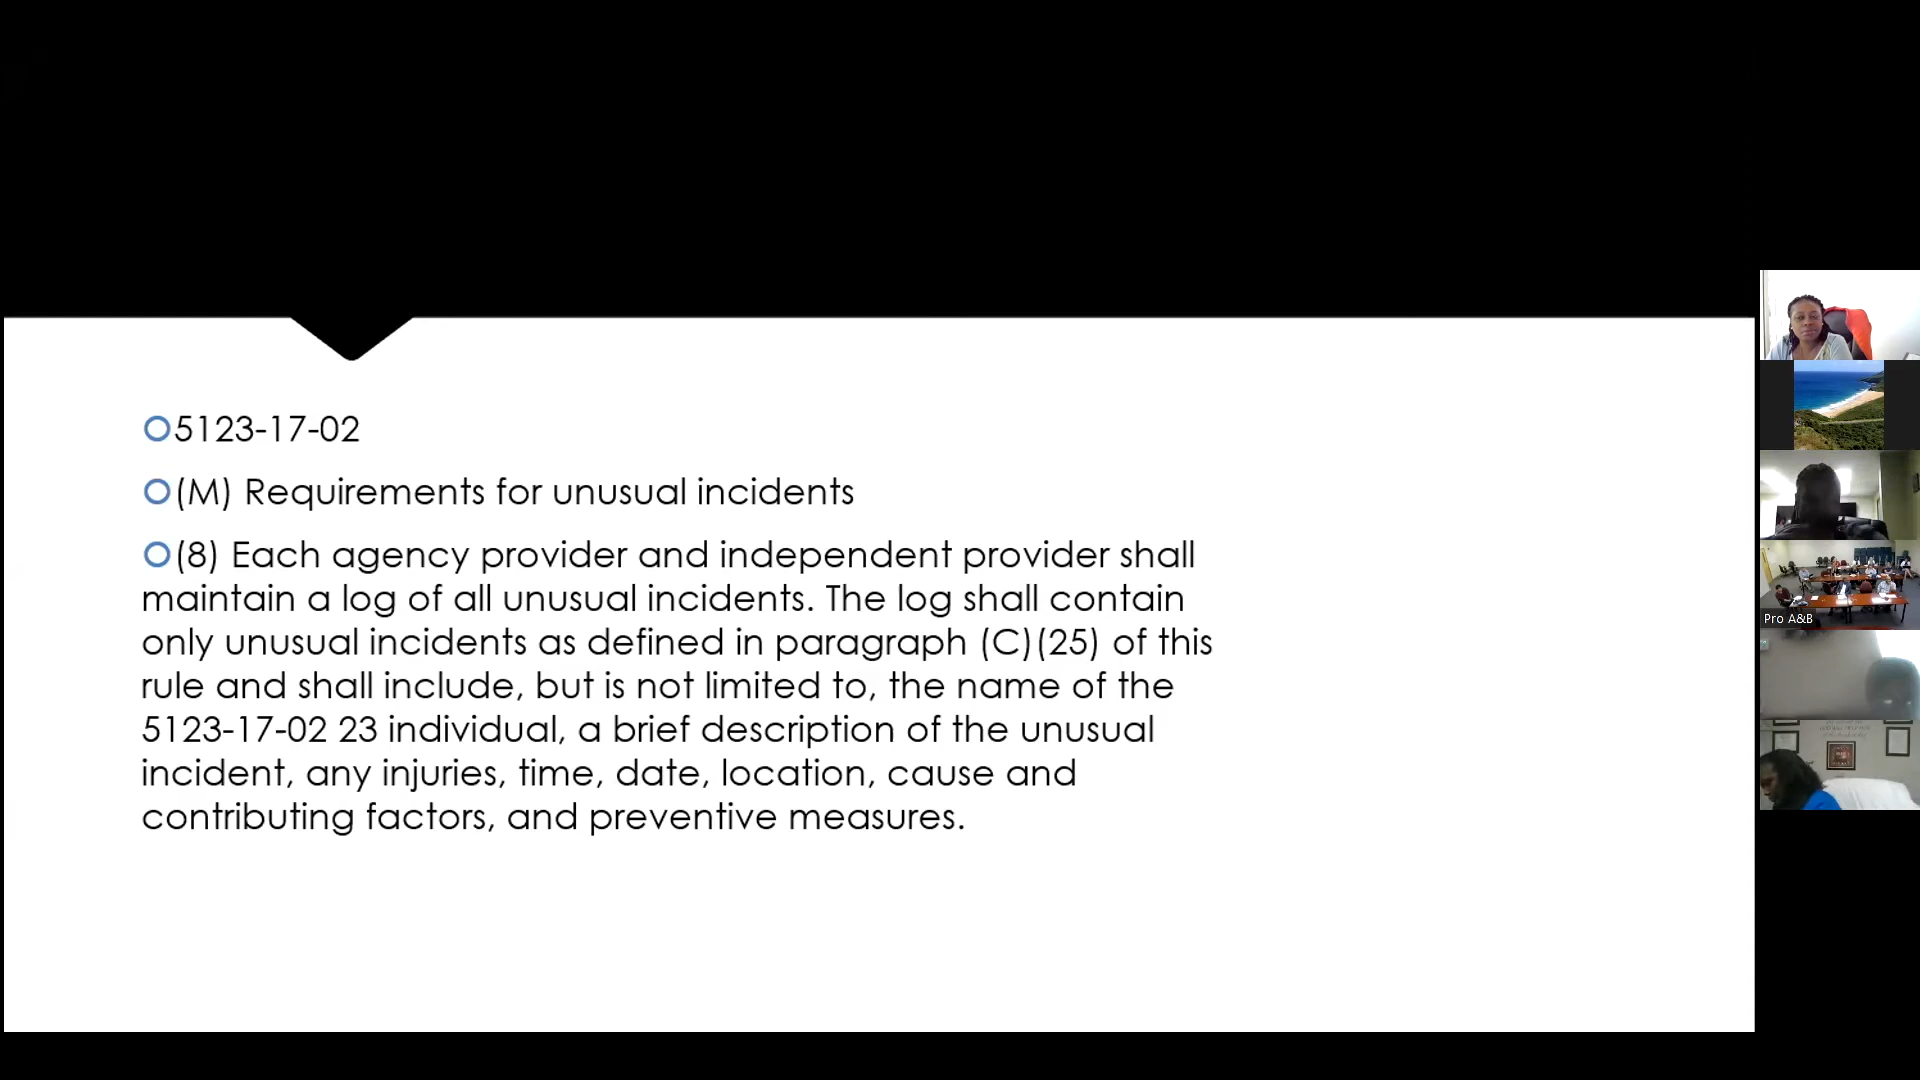 5123-17-02
(M) Requirements for unusual incidents
(8) Each agency provider and independent provider shall
maintain a log of all unusual incidents. The log shall contain
only unusual incidents as defined in paragraph (C)(25) of this
rule and shall include, but is not limited to, the name of the
5123-17-02 23 individual, a brief description of the unusual
incident, any injuries, time, date, location, cause and
contributing factors, and preventive measures.
Pro A&B